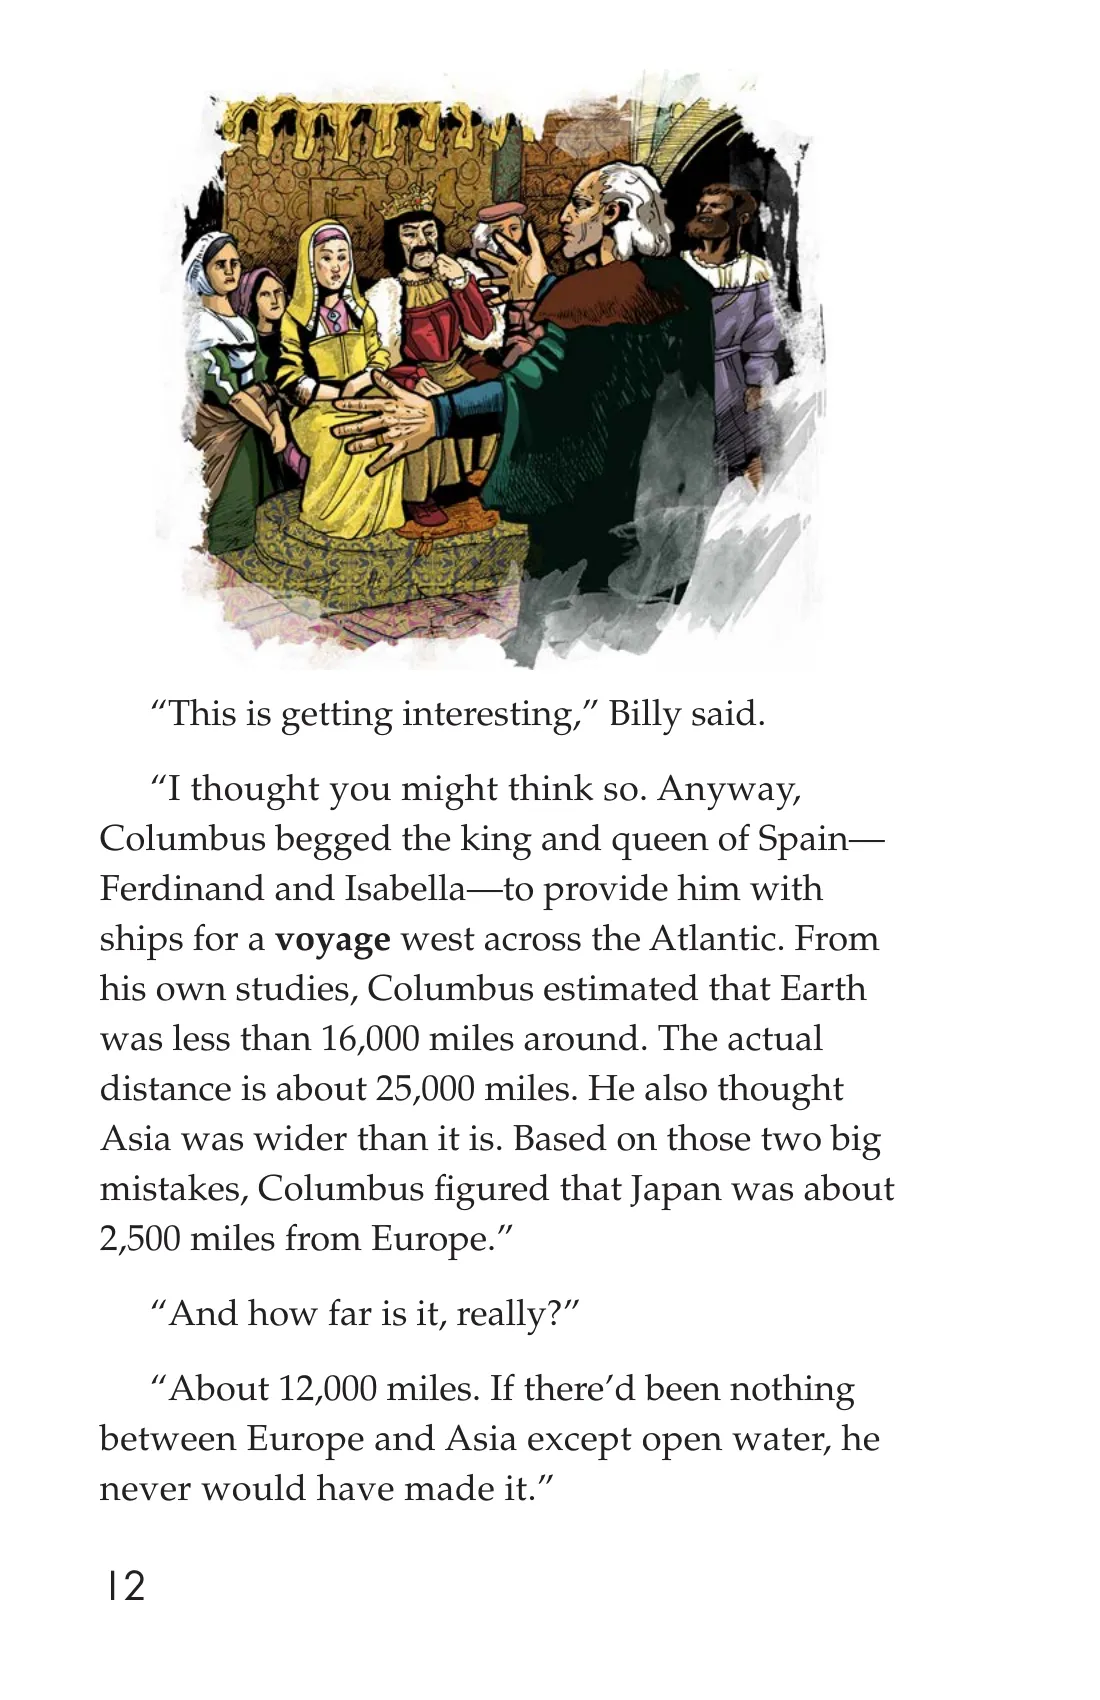 “This is getting interesting,” Billy said.
“I thought you might think so. Anyway,
Columbus begged the king and queen of Spain—
Ferdinand and Isabella—to provide him with
ships for a voyage west across the Atlantic. From
his own studies, Columbus estimated that Earth
was less than 16,000 miles around. The actual
distance is about 25,000 miles. He also thought
Asia was wider than it is. Based on those two big
mistakes, Columbus figured that Japan was about
2,500 miles from Europe.”
“And how far is it, really?”
“About 12,000 miles. If there’d been nothing
between Europe and Asia except open water, he
never would have made it.”
12